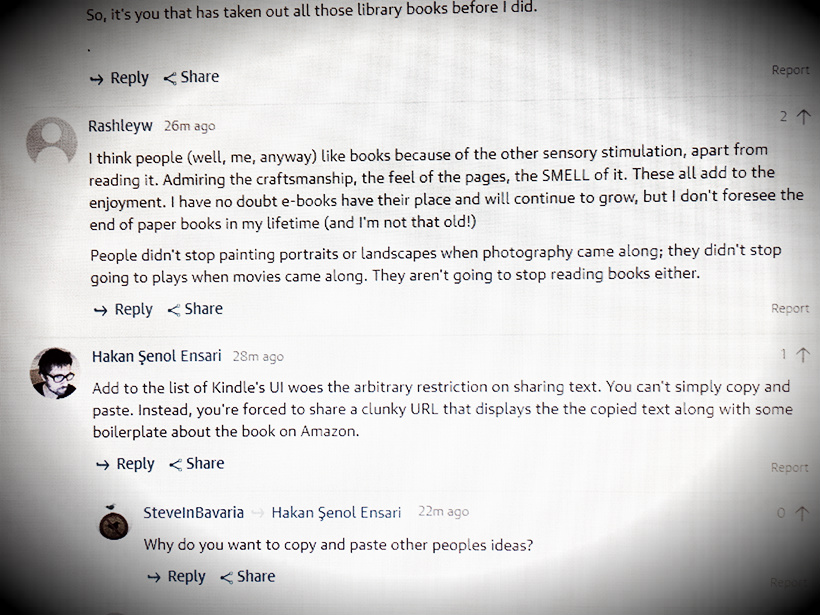 So, it's you that has taken out all those library books before I did.
.
Reply Share
Report
Rashleyw 26m ago
2
I think people (well, me, anyway) like books because of the other sensory stimulation, apart from
reading it. Admiring the craftsmanship, the feel of the pages, the SMELL of it. These all add to the
enjoyment. I have no doubt e-books have their place and will continue to grow, but I don't foresee the
end of paper books in my lifetime (and I'm not that old!)
People didn't stop painting portraits or landscapes when photography came along; they didn't stop
going to plays when movies came along. They aren't going to stop reading books either.
Reply Share
Report
Hakan Şenol Ensari 28m ago
1
Add to the list of Kindle's UI woes the arbitrary restriction on sharing text. You can't simply copy and
paste. Instead, you're forced to share a clunky URL that displays the the copied text along with some
boilerplate about the book on Amazon.
Reply Share
Report
SteveInBavaria Hakan Şenol Ensari 22m ago
0
Why do you want to copy and paste other peoples ideas?
Reply Share
Report